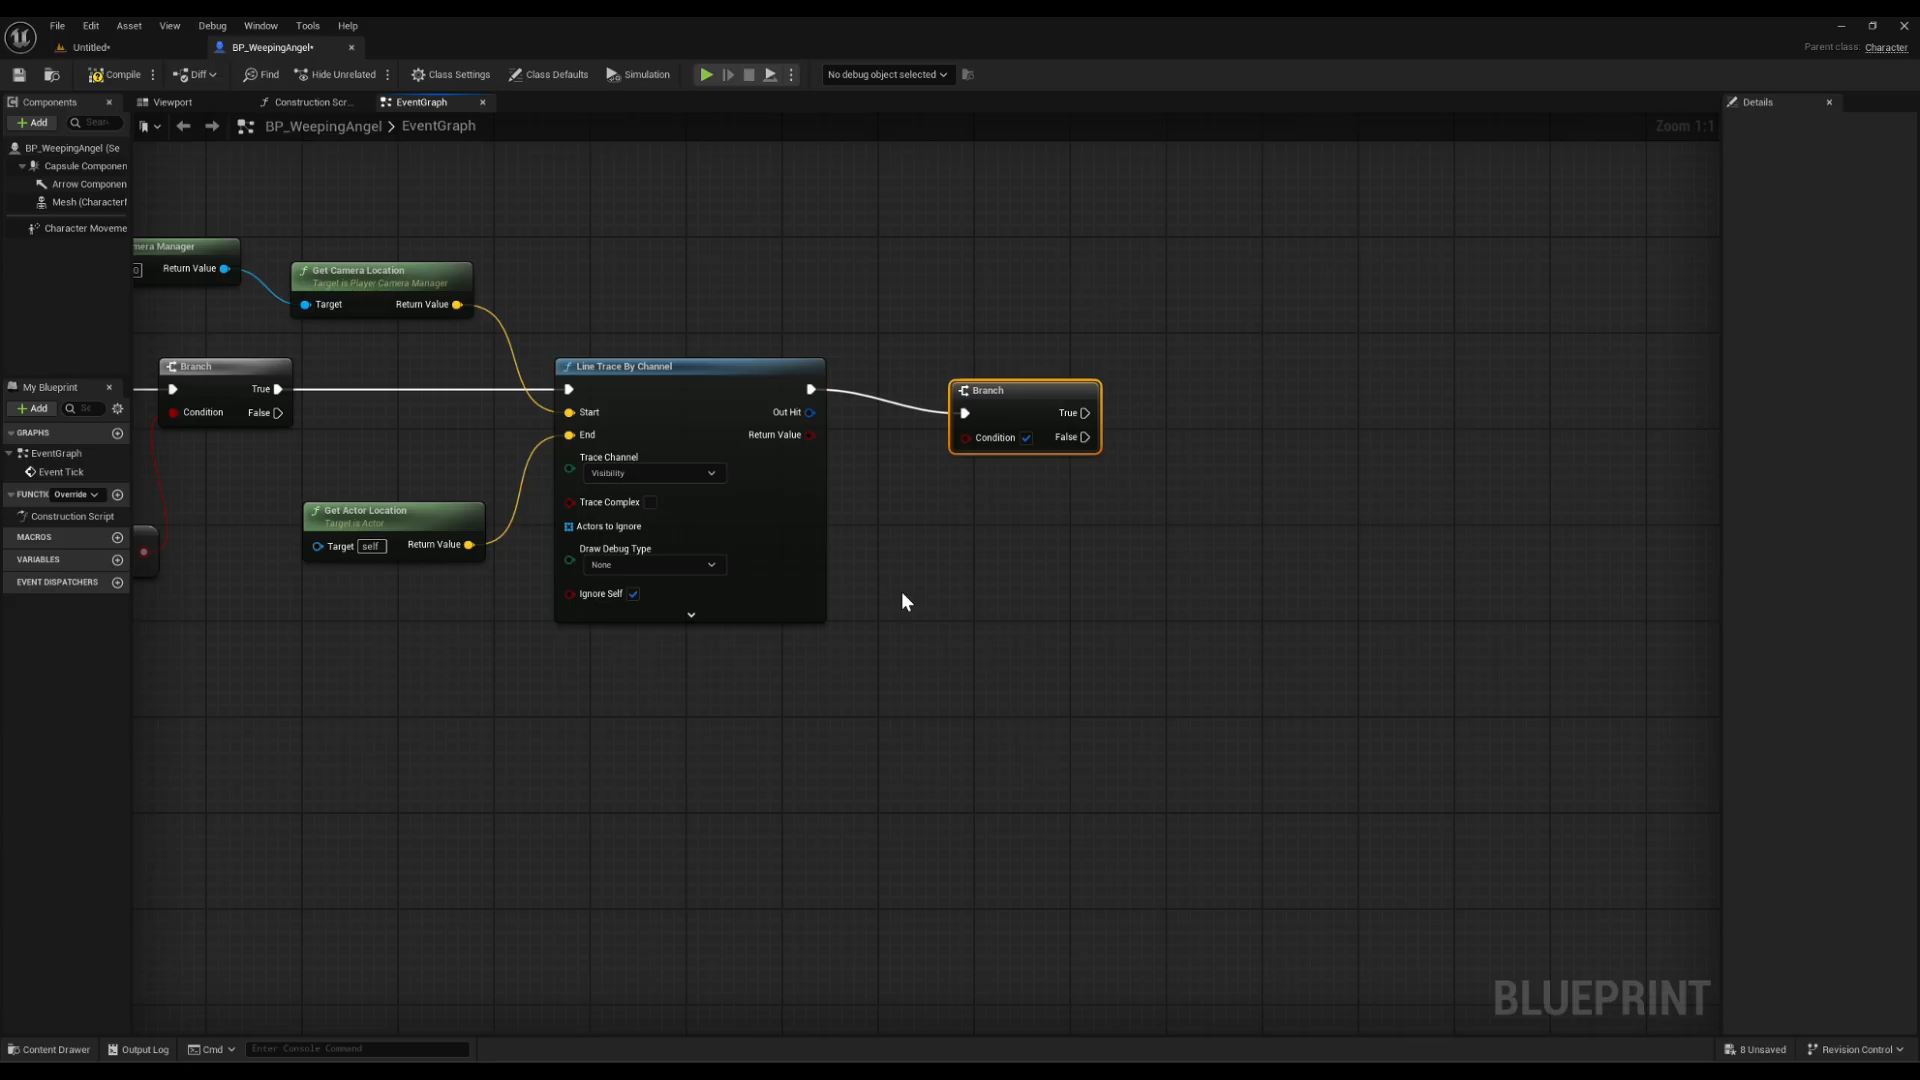 File Edit Asset View Debug Window Tools Help
Untitled*
BP_WeepingAngel*
Parent class: Character
Compile Diff Find Hide Unrelated Class Settings Class Defaults Simulation No debug object selected
Components Viewport Construction Scr... EventGraph Details
Add
BP_WeepingAngel > EventGraph Zoom 1:1
BP_WeepingAngel (Se
Capsule Componen
Arrow Componen
Mesh (Character
Character Moveme
My Blueprint
Add
GRAPHS
EventGraph
Event Tick
FUNCTI Override
Construction Script
MACROS
VARIABLES
EVENT DISPATCHERS
mera Manager
0 Return Value
Get Camera Location
Target is Player Camera Manager
Target Return Value
Branch
True
Condition False
Get Actor Location
Target is Actor
Target self Return Value
Line Trace By Channel
Start Out Hit
End Return Value
Trace Channel
Visibility
Trace Complex
Actors to Ignore
Draw Debug Type
None
Ignore Self
Branch
True
Condition False
BLUEPRINT
Content Drawer Output Log Cmd Enter Console Command 8 Unsaved Revision Control